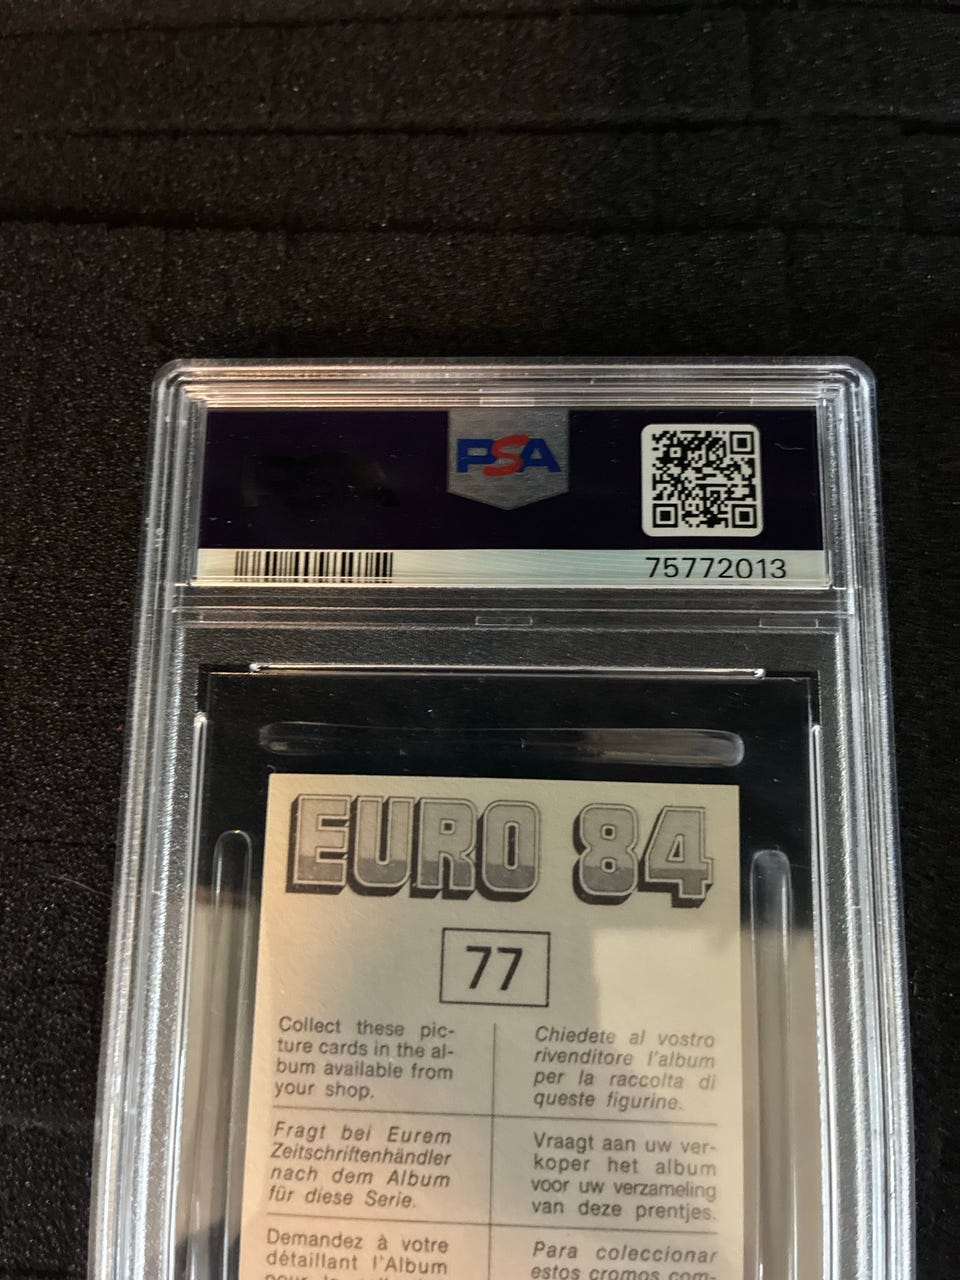 PSA
75772013
EURO 84
77
Collect these pic-
ture cards in the al-
bum available from
your shop.
Chiedete al vostro
rivenditore l'album
per la raccolta di
queste figurine.
Fragt bei Eurem
Zeitschriftenhändler
nach dem Album
für diese Serie.
Vraagt aan uw ver-
koper het album
voor uw verzameling
van deze prentjes.
Demandez à votre
détaillant l'Album
Para coleccionar
estos cromos com-